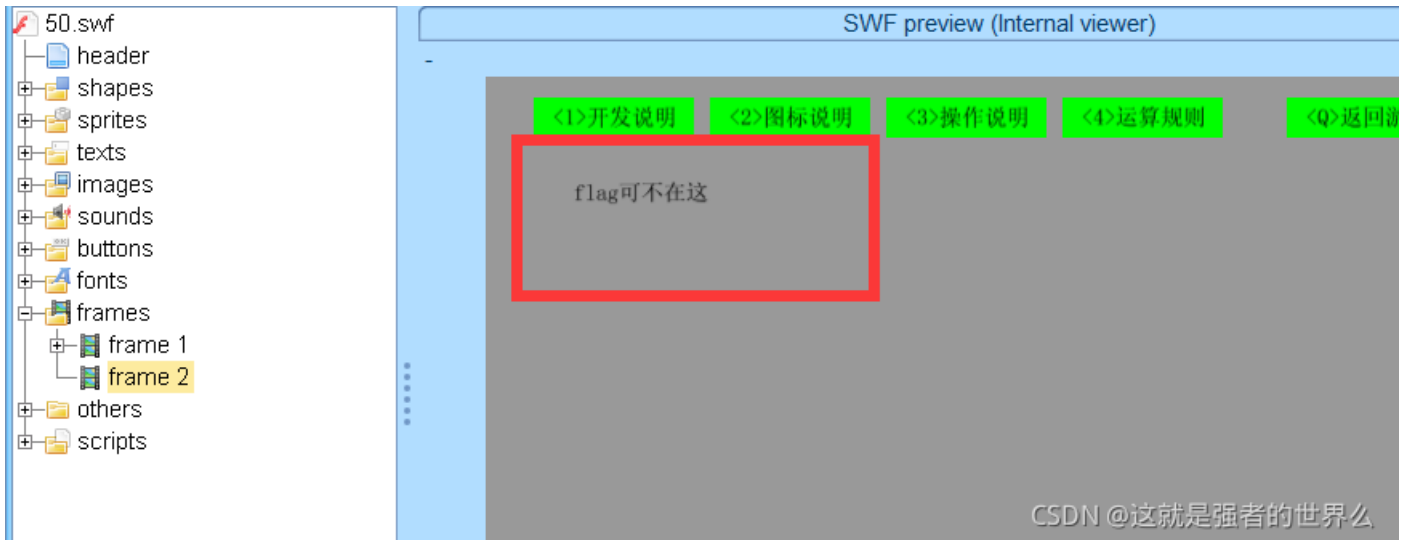 50.swf
header
shapes
sprites
texts
images
sounds
buttons
fonts
frames
frame 1
frame 2
others
scripts
SWF preview (Internal viewer)
-
<1>开发说明 <2>图标说明 <3>操作说明 <4>运算规则 <Q>返回游
flag可不在这
CSDN @这就是强者的世界么